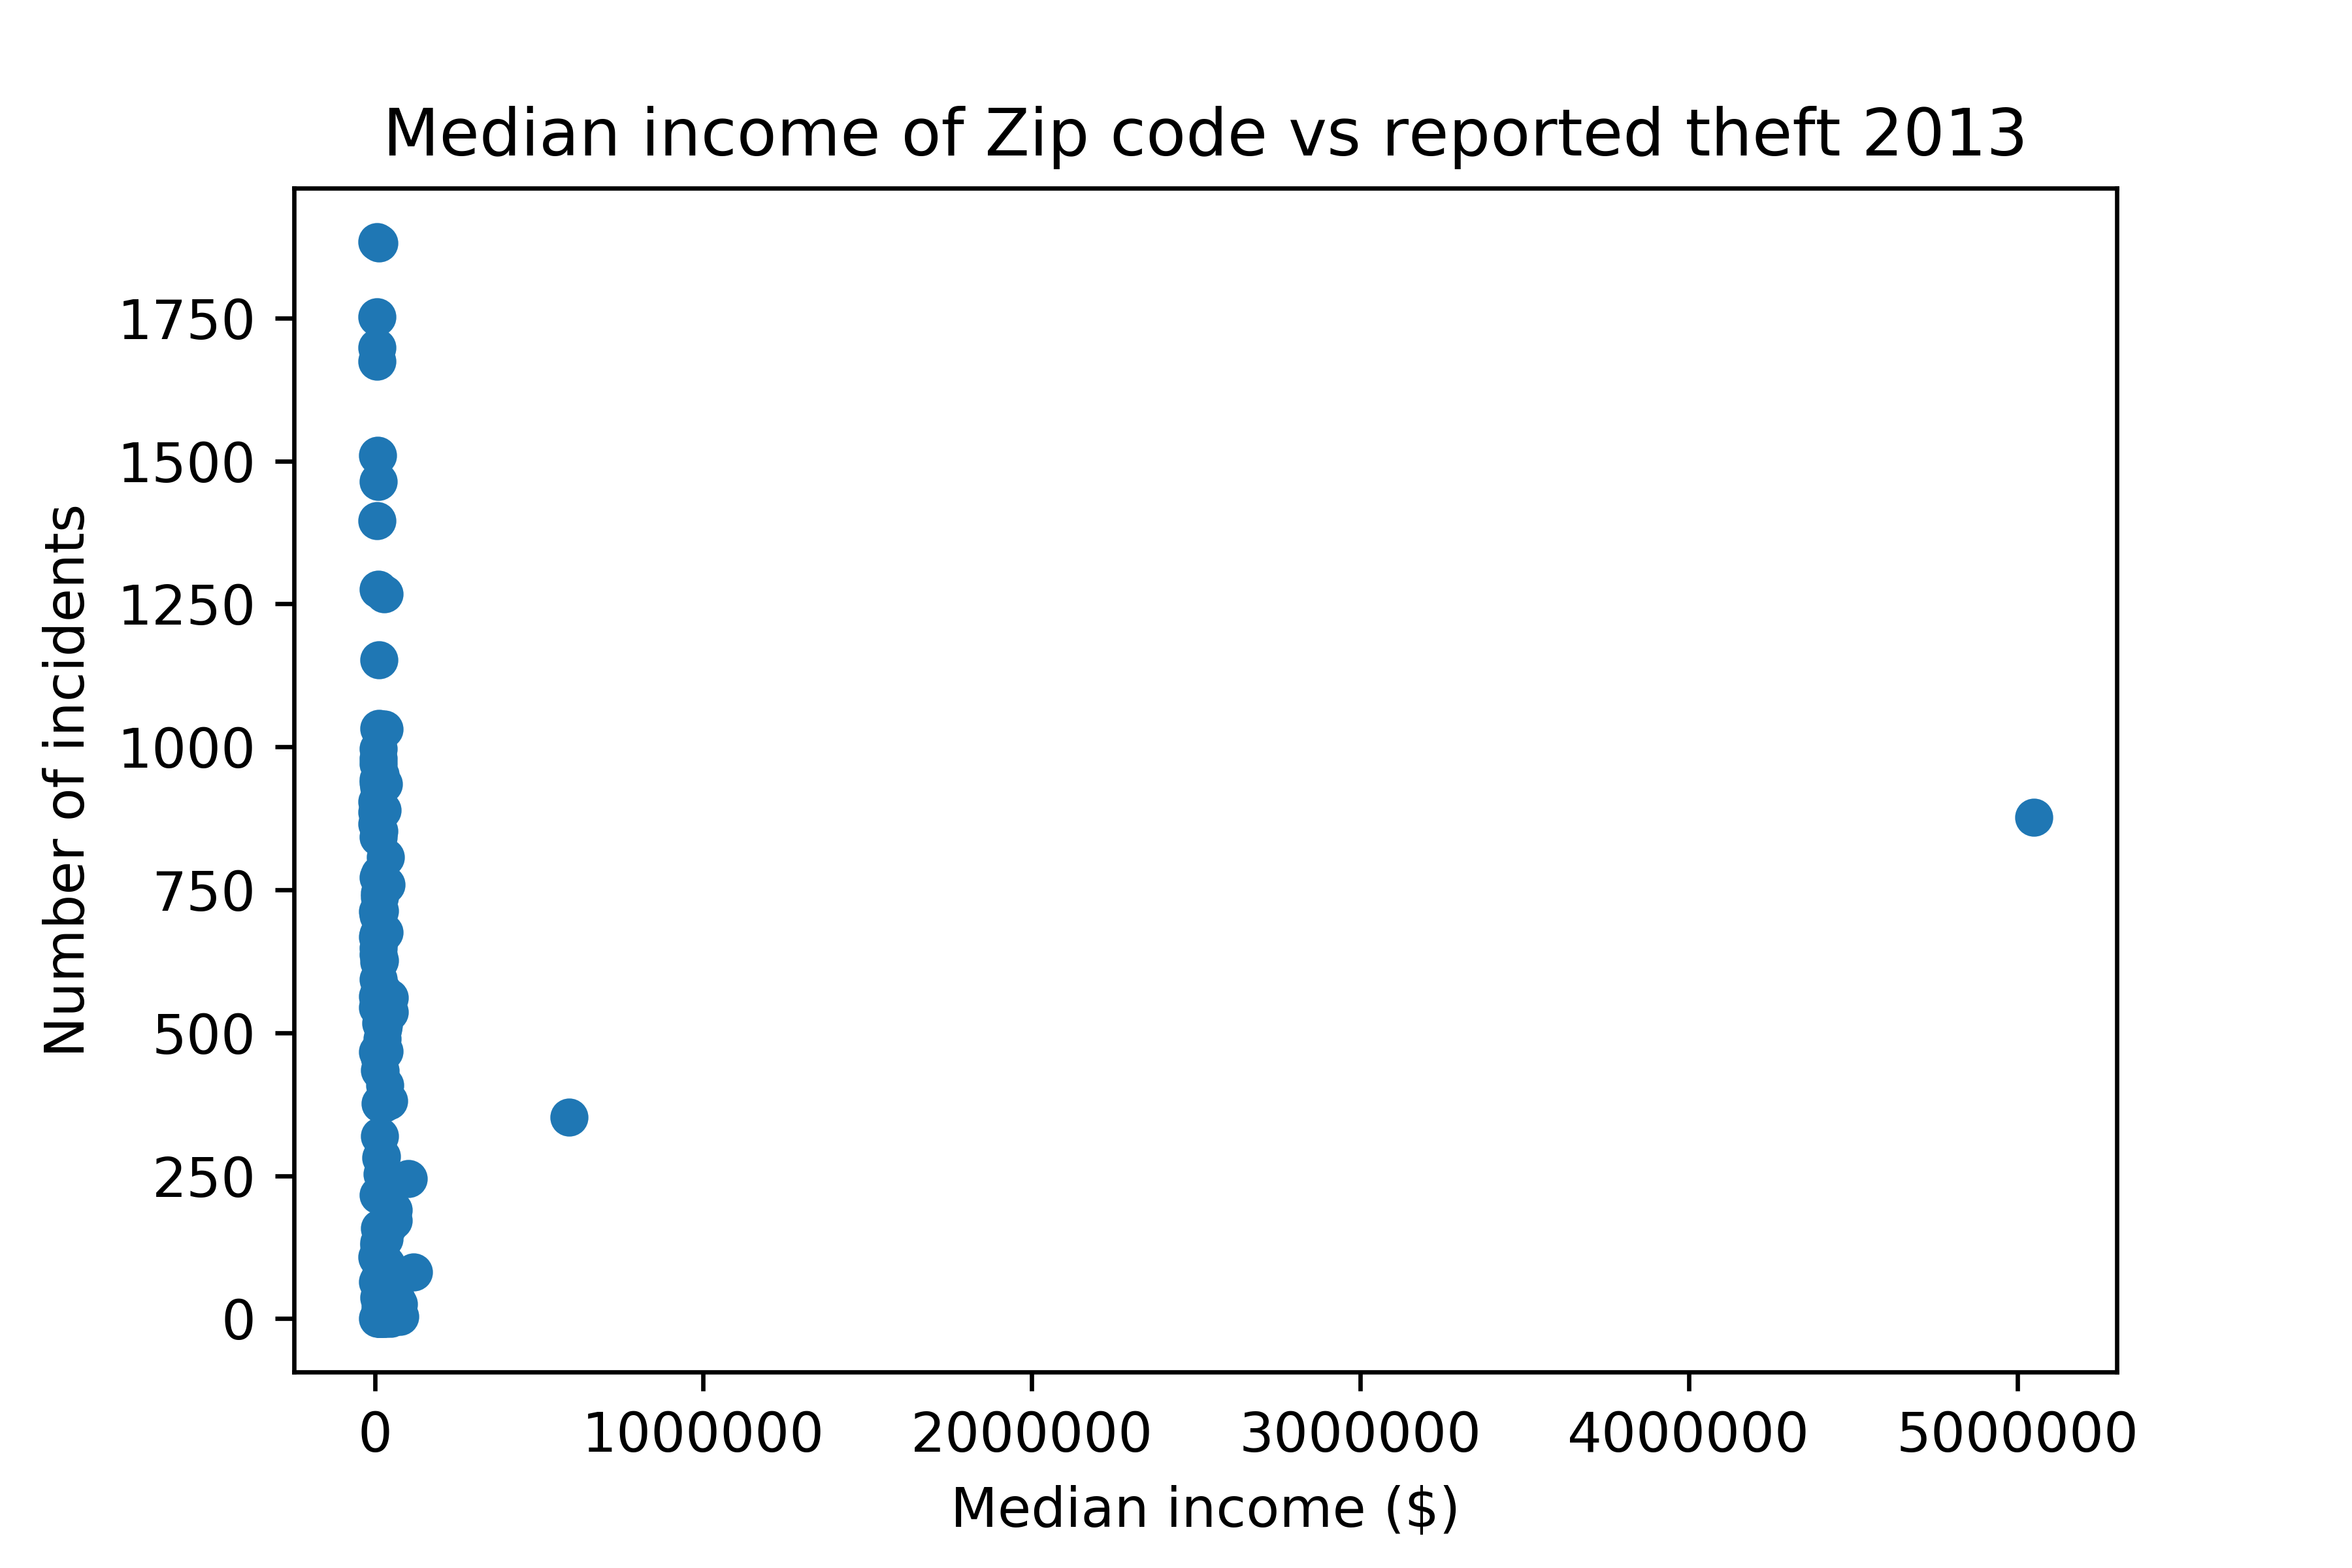 Median income of Zip code vs reported theft 2013
1750
1500
1250
1000
750
500
250
0
Number of incidents
0 1000000 2000000 3000000 4000000 5000000
Median income ($)